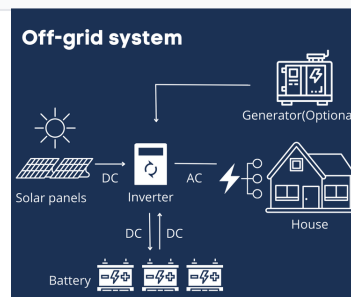 Off-grid system
Generator(Optiona
DC
AC
Solar panels
Inverter
House
DC
DC
Battery